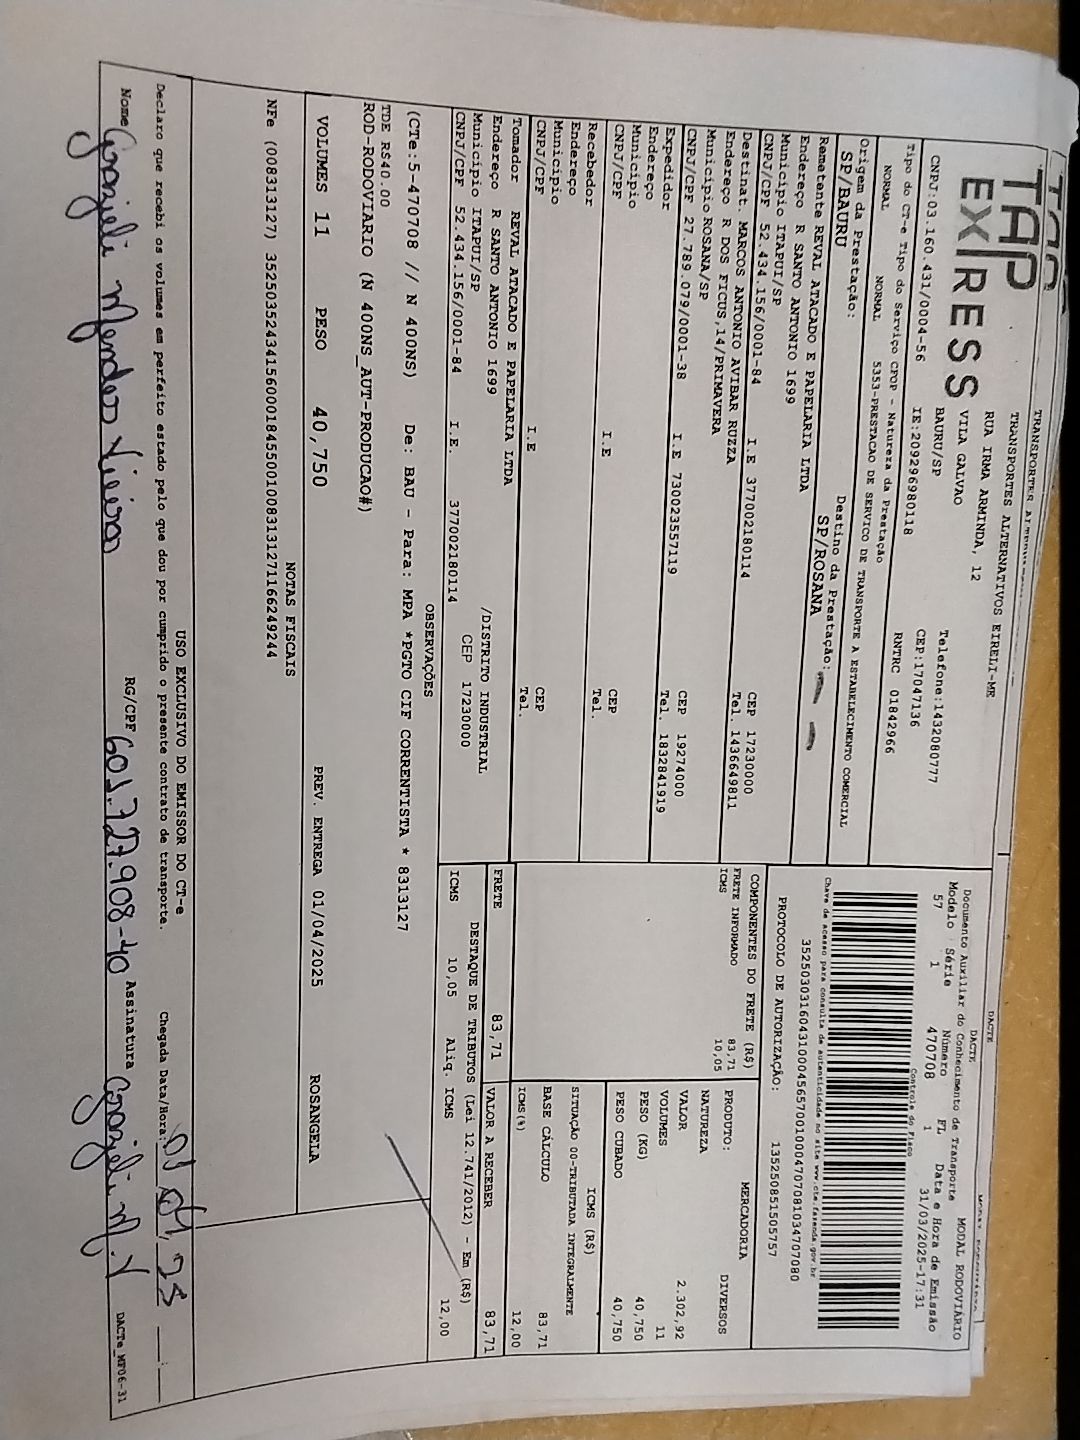 TAP
EXPRESS
TRANSPORTES ALTERNATIVOS EIRELI-ME
RUA IRMA ARMINDA, 12
VILA GALVAO
BAURU/SP
Telefone:1432080777
CEP:17047136
CNPJ:03.160.431/0004-56 IE:209296980118 RNTRC 01842966
Tipo do CT-e Tipo do Serviço CFOP - Natureza da Prestação
NORMAL NORMAL 5353-PRESTACAO DE SERVICO DE TRANSPORTE A ESTABELECIMENTO COMERCIAL
Origem da Prestação: Destino da Prestação:
SP/BAURU SP/ROSANA
Remetente REVAL ATACADO E PAPELARIA LTDA
Endereço R SANTO ANTONIO 1699
Município ITAPUI/SP CEP 17230000
CNPJ/CPF 52.434.156/0001-84 I.E 377002180114 Tel. 1436649811
Destinat. MARCOS ANTONIO AVIBAR RUZZA
Endereço R DOS FICUS,14/PRIMAVERA
Município ROSANA/SP CEP 19274000
CNPJ/CPF 27.789.079/0001-38 I.E 730023557119 Tel. 1832841919
Expedidor
Endereço
Município CEP
CNPJ/CPF I.E Tel.
Recebedor
Endereço
Município CEP
CNPJ/CPF I.E Tel.
Tomador REVAL ATACADO E PAPELARIA LTDA
Endereço R SANTO ANTONIO 1699 /DISTRITO INDUSTRIAL
Município ITAPUI/SP CEP 17230000
CNPJ/CPF 52.434.156/0001-84 I.E. 377002180114
DACTE
DACTE MODAL RODOVIÁRIO
Documento Auxiliar do Conhecimento de Transporte
Modelo Série Número FL Data e Hora de Emissão
57 1 470708 1 31/03/2025-17:31
Controle do Fisco
Chave de acesso para consulta de autenticidade no site www.cte.fazenda.gov.br
PROTOCOLO DE AUTORIZAÇÃO: 135250851505757
COMPONENTES DO FRETE (R$)
FRETE INFORMADO 83,71
ICMS 10,05
PRODUTO: MERCADORIA
NATUREZA DIVERSOS
VALOR 2.302,92
VOLUMES 11
PESO (KG) 40,750
PESO CUBADO 40,750
ICMS (R$)
SITUAÇÃO 00-TRIBUTADA INTEGRALMENTE
BASE CÁLCULO 83,71
ICMS(%) 12,00
FRETE 83,71 VALOR A RECEBER 83,71
DESTAQUE DE TRIBUTOS (Lei 12.741/2012) - Em (R$)
ICMS 10,05 Aliq. ICMS 12,00
OBSERVAÇÕES
(CTe:5-470708 // N 400NS) De: BAU - Para: MPA *PGTO CIF CORRENTISTA * 8313127
TDE R$40.00
ROD-RODOVIARIO (N 400NS_AUT-PRODUCAO#)
VOLUMES 11 PESO 40,750 PREV. ENTREGA 01/04/2025 ROSANGELA
NOTAS FISCAIS
NFe (008313127) 35250352434156000184550010083131271166249244
USO EXCLUSIVO DO EMISSOR DO CT-e
Declaro que recebi os volumes em perfeito estado pelo que dou por cumprido o presente contrato de transporte. Chegada Data/Hora:
Nome Grazieli Mendes Vieira RG/CPF 601.727.908-40 Assinatura Grazieli M. V
DACTe_MF06-31